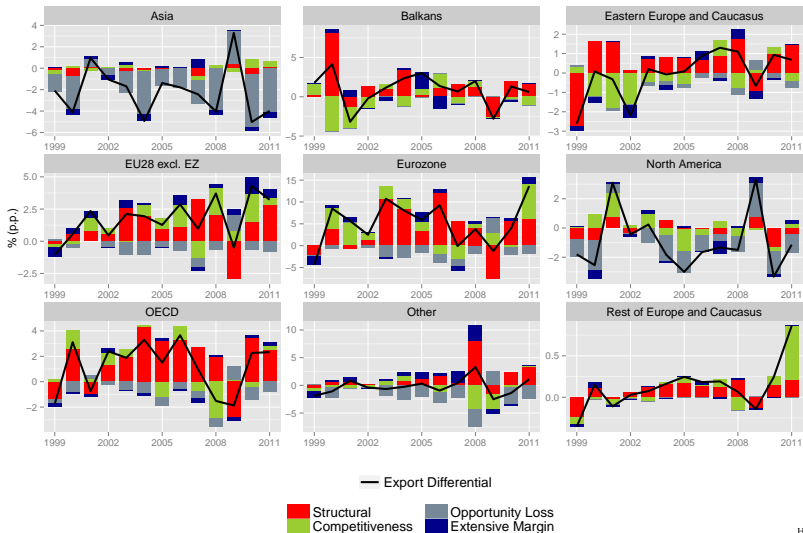 Asia
Balkans
Eastern Europe and Caucasus
4
2
0
−2
−4
−6
5
0
−5
2
1
0
−1
−2
−3
1999 2002 2005 2008 2011
1999 2002 2005 2008 2011
1999 2002 2005 2008 2011
EU28 excl. EZ
Eurozone
North America
% (p.p.)
5.0
2.5
0.0
−2.5
15
10
5
0
−5
2
0
−2
1999 2002 2005 2008 2011
1999 2002 2005 2008 2011
1999 2002 2005 2008 2011
OECD
Other
Rest of Europe and Caucasus
4
2
0
−2
10
5
0
−5
0.5
0.0
1999 2002 2005 2008 2011
1999 2002 2005 2008 2011
1999 2002 2005 2008 2011
Export Differential
Structural
Opportunity Loss
Competitiveness
Extensive Margin
H